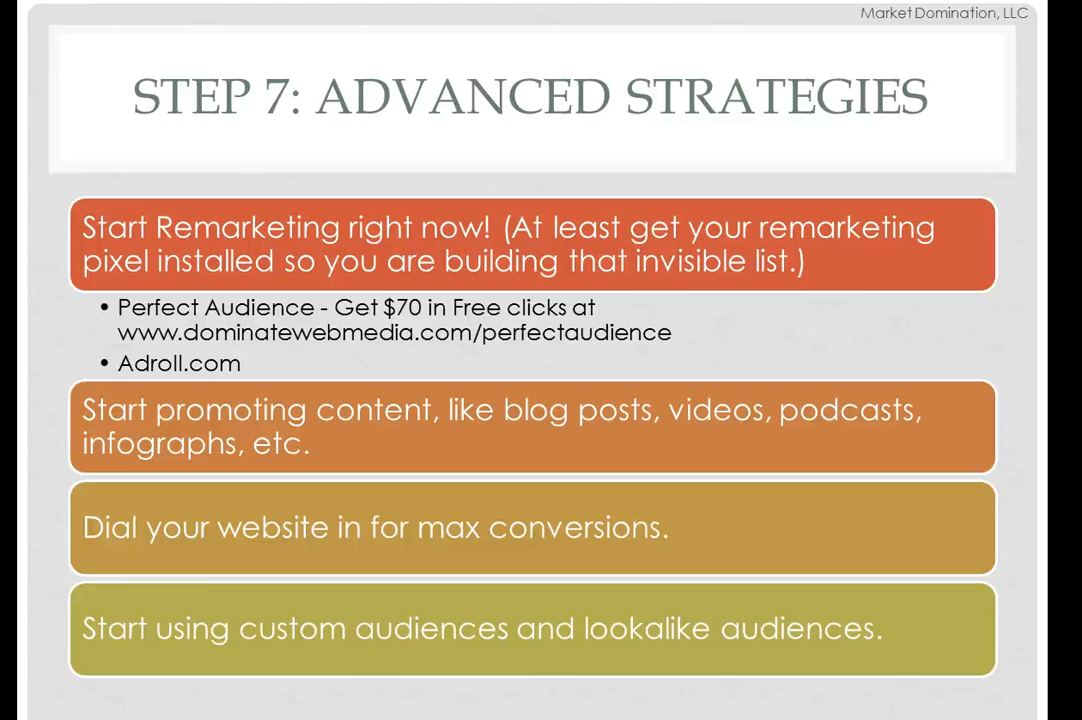 Market Domination, LLC
STEP 7: ADVANCED STRATEGIES
Start Remarketing right now! (At least get your remarketing
pixel installed so you are building that invisible list.)
• Perfect Audience - Get $70 in Free clicks at
www.dominatewebmedia.com/perfectaudience
• Adroll.com
Start promoting content, like blog posts, videos, podcasts,
infographs, etc.
Dial your website in for max conversions.
Start using custom audiences and lookalike audiences.